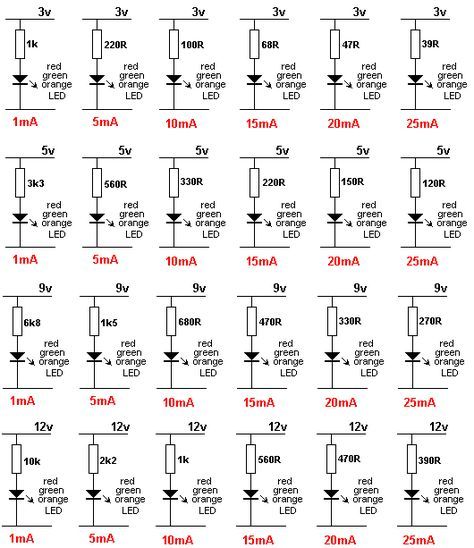 3v 3v 3v 3v 3v 3v
1k 220R 100R 68R 47R 39R
red red red red red red
green green green green green green
orange orange orange orange orange orange
LED LED LED LED LED LED
1mA 5mA 10mA 15mA 20mA 25mA
5v 5v 5v 5v 5v 5v
3k3 560R 330R 220R 150R 120R
red red red red red red
green green green green green green
orange orange orange orange orange orange
LED LED LED LED LED LED
1mA 5mA 10mA 15mA 20mA 25mA
9v 9v 9v 9v 9v 9v
6k8 1k5 680R 470R 330R 270R
red red red red red red
green green green green green green
orange orange orange orange orange orange
LED LED LED LED LED LED
1mA 5mA 10mA 15mA 20mA 25mA
12v 12v 12v 12v 12v 12v
10k 2k2 1k 560R 470R 390R
red red red red red red
green green green green green green
orange orange orange orange orange orange
LED LED LED LED LED LED
1mA 5mA 10mA 15mA 20mA 25mA